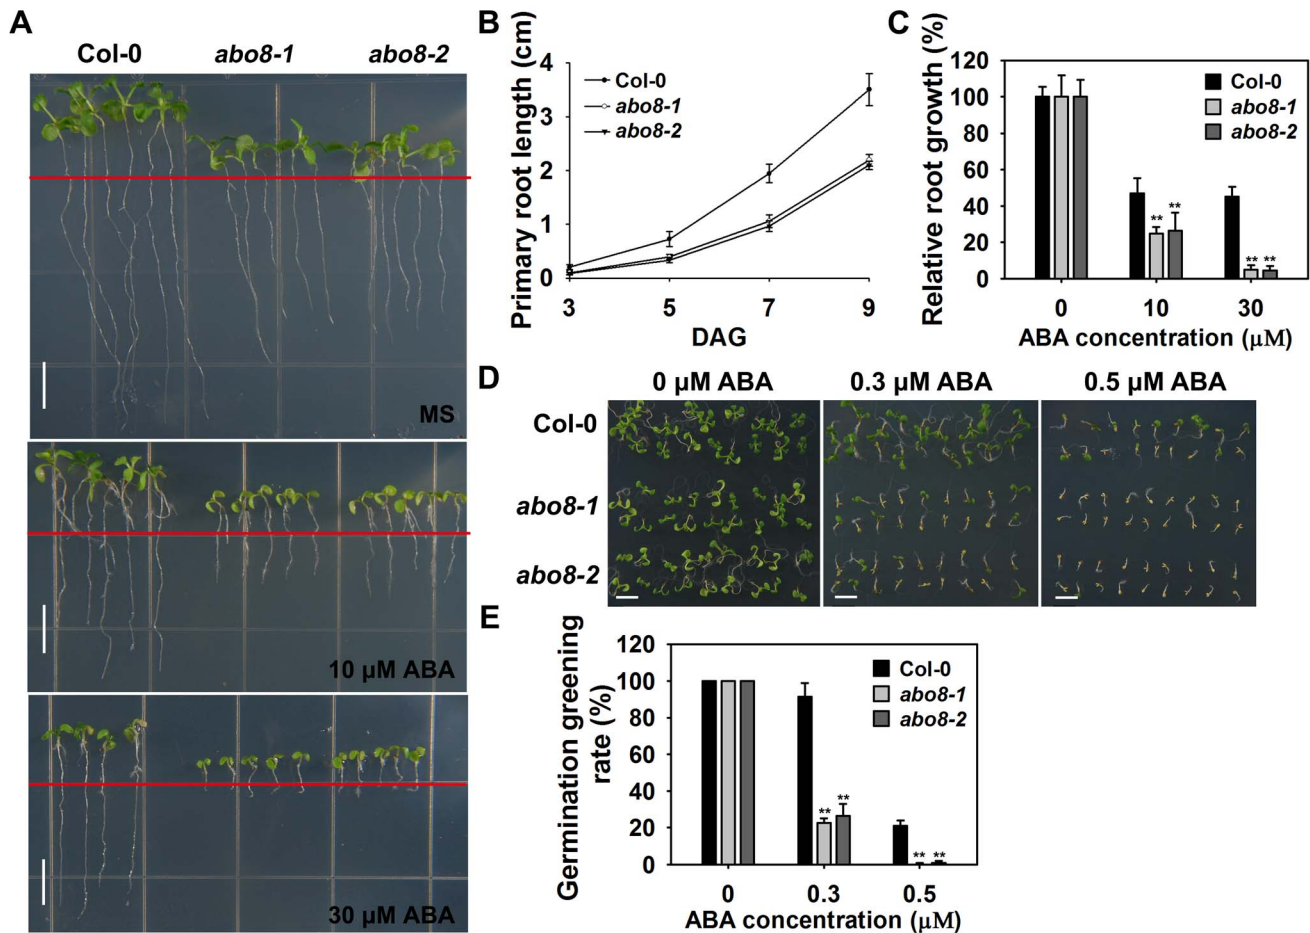 A
Col-0 abo8-1 abo8-2
MS
10 µM ABA
30 µM ABA
B
Primary root length (cm)
4
3
2
1
0
3 5 7 9
DAG
Col-0
abo8-1
abo8-2
C
Relative root growth (%)
120
100
80
60
40
20
0
Col-0
abo8-1
abo8-2
** **
** **
0 10 30
ABA concentration (µM)
D
0 µM ABA 0.3 µM ABA 0.5 µM ABA
Col-0
abo8-1
abo8-2
E
Germination greening
rate (%)
120
100
80
60
40
20
0
Col-0
abo8-1
abo8-2
** **
** **
0 0.3 0.5
ABA concentration (µM)